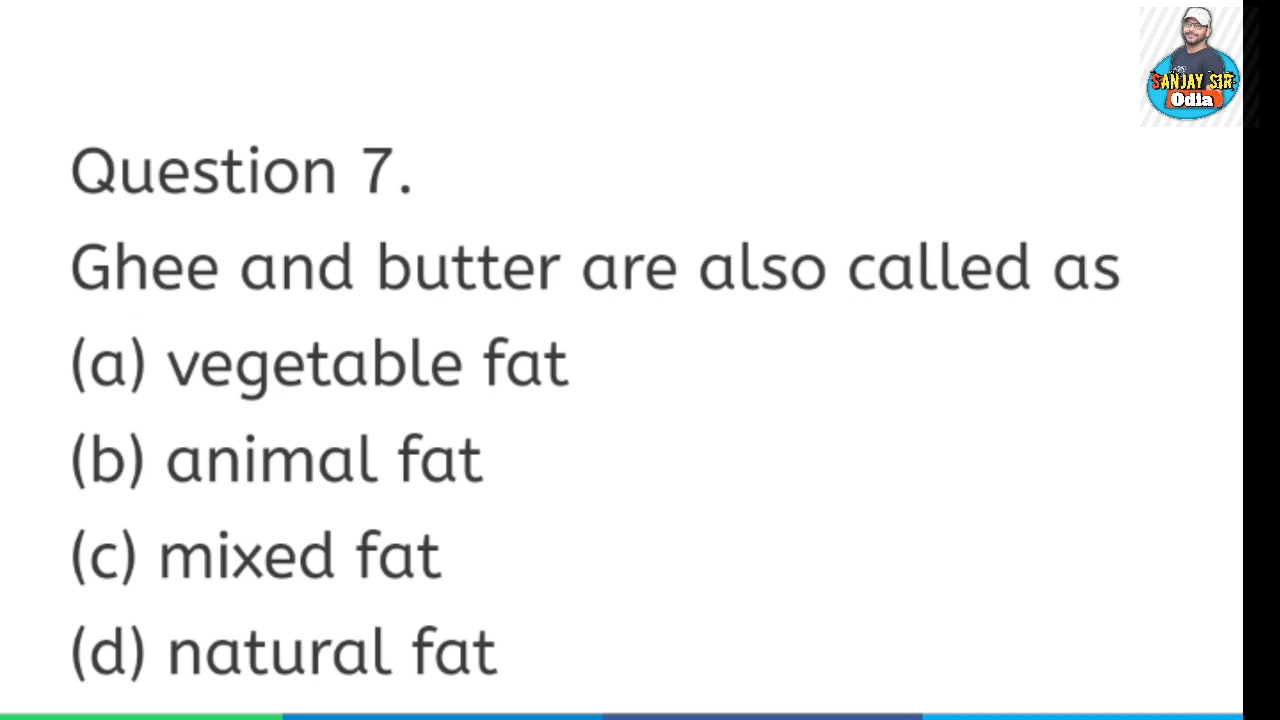 SANJAY SIR
Odia
Question 7.
Ghee and butter are also called as
(a) vegetable fat
(b) animal fat
(c) mixed fat
(d) natural fat